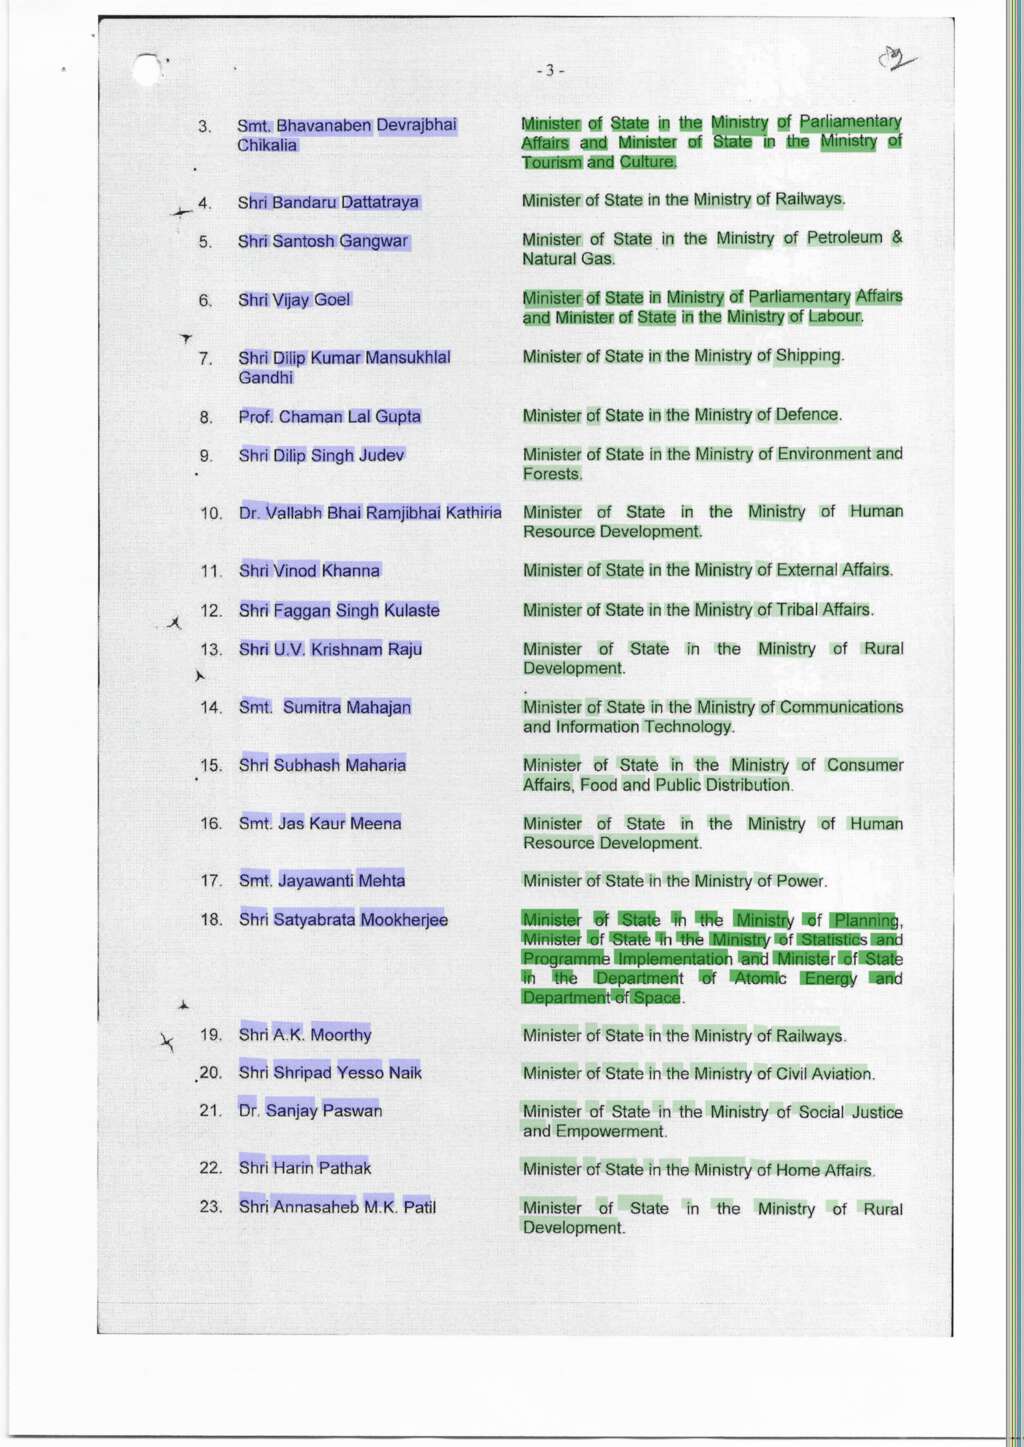 - 3 -
82
3. Smt. Bhavanaben Devrajbhai Minister of State in the Ministry of Parliamentary
Chikalia Affairs and Minister of State in the Ministry of
Tourism and Culture.
4. Shri Bandaru Dattatraya Minister of State in the Ministry of Railways.
5. Shri Santosh Gangwar Minister of State in the Ministry of Petroleum &
Natural Gas.
6. Shri Vijay Goel Minister of State in Ministry of Parliamentary Affairs
and Minister of State in the Ministry of Labour.
7. Shri Dilip Kumar Mansukhlal Minister of State in the Ministry of Shipping.
Gandhi
8. Prof. Chaman Lal Gupta Minister of State in the Ministry of Defence.
9. Shri Dilip Singh Judev Minister of State in the Ministry of Environment and
Forests.
10. Dr. Vallabh Bhai Ramjibhai Kathiria Minister of State in the Ministry of Human
Resource Development.
11. Shri Vinod Khanna Minister of State in the Ministry of External Affairs.
12. Shri Faggan Singh Kulaste Minister of State in the Ministry of Tribal Affairs.
13. Shri U.V. Krishnam Raju Minister of State in the Ministry of Rural
Development.
14. Smt. Sumitra Mahajan Minister of State in the Ministry of Communications
and Information Technology.
15. Shri Subhash Maharia Minister of State in the Ministry of Consumer
Affairs, Food and Public Distribution.
16. Smt. Jas Kaur Meena Minister of State in the Ministry of Human
Resource Development.
17. Smt. Jayawanti Mehta Minister of State in the Ministry of Power.
18. Shri Satyabrata Mookherjee Minister of State in the Ministry of Planning,
Minister of State in the Ministry of Statistics and
Programme Implementation and Minister of State
in the Department of Atomic Energy and
Department of Space.
19. Shri A.K. Moorthy Minister of State in the Ministry of Railways.
20. Shri Shripad Yesso Naik Minister of State in the Ministry of Civil Aviation.
21. Dr. Sanjay Paswan Minister of State in the Ministry of Social Justice
and Empowerment.
22. Shri Harin Pathak Minister of State in the Ministry of Home Affairs.
23. Shri Annasaheb M.K. Patil Minister of State in the Ministry of Rural
Development.